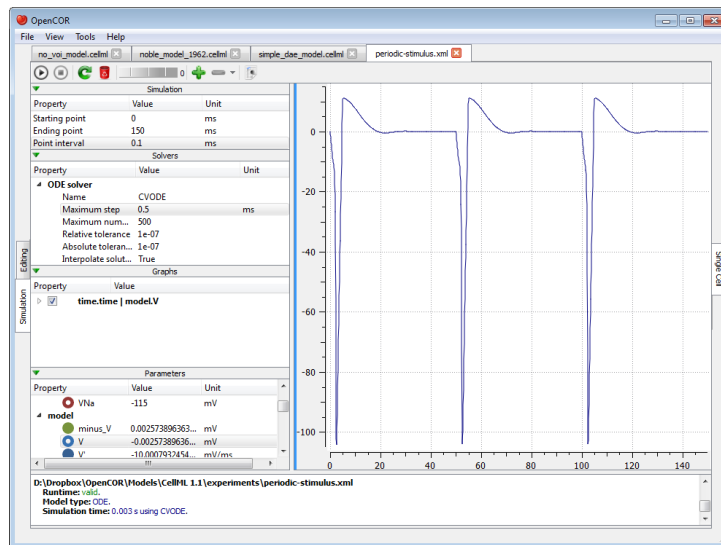 OpenCOR
File View Tools Help
no_voi_model.cellml noble_model_1962.cellml simple_dae_model.cellml periodic-stimulus.xml
0
Simulation
Property Value Unit
Starting point 0 ms
Ending point 150 ms
Point interval 0.1 ms
Solvers
Property Value Unit
ODE solver
Name CVODE
Maximum step 0.5 ms
Maximum num... 500
Relative tolerance 1e-07
Absolute toleran... 1e-07
Interpolate solut... True
Graphs
Property Value
time.time | model.V
Parameters
Property Value Unit
VNa -115 mV
model
minus_V 0.002573896363... mV
V -0.00257389636... mV
V' -10.0007932454... mV/ms
Editing
Simulation
Single Cell
0
-20
-40
-60
-80
-100
0 20 40 60 80 100 120 140
D:\Dropbox\OpenCOR\Models\CellML 1.1\experiments\periodic-stimulus.xml
Runtime: valid.
Model type: ODE.
Simulation time: 0.003 s using CVODE.